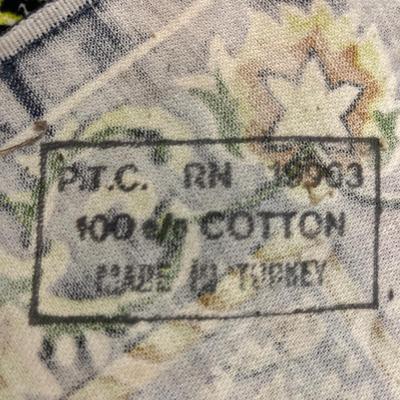 P.T.C. RN
100 % COTTON
MADE IN TURKEY